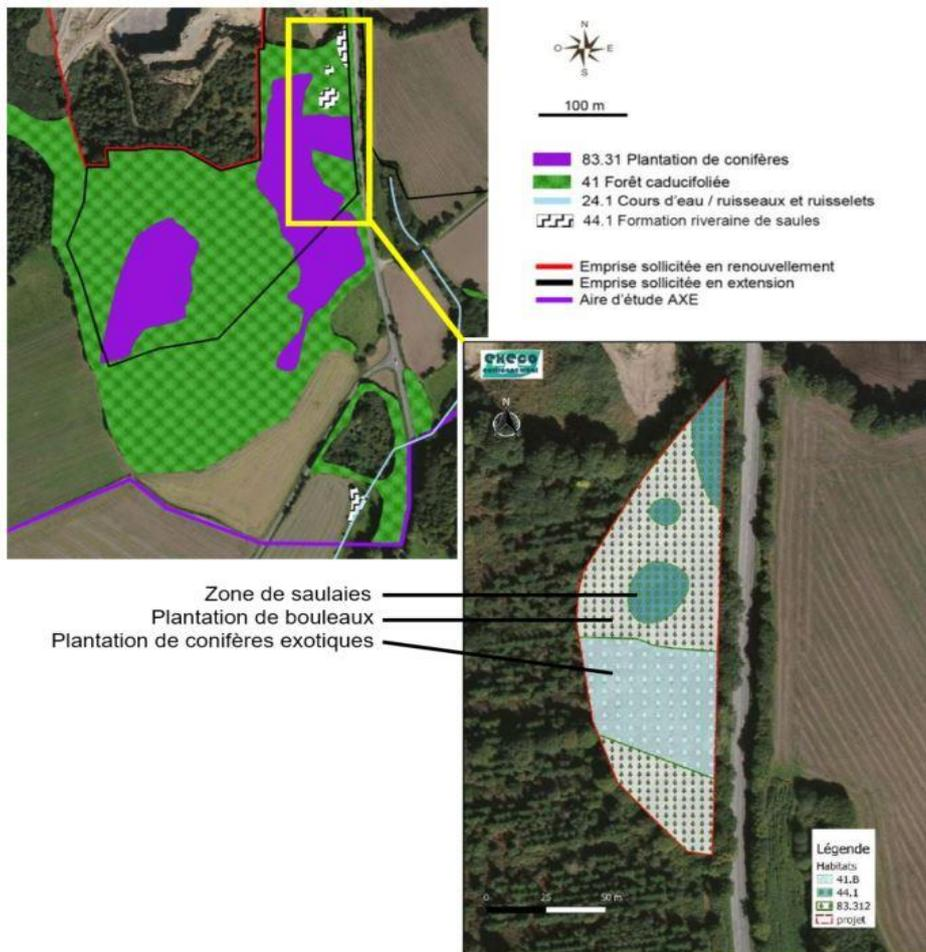 N
O E
S
100 m
83.31 Plantation de conifères
41 Forêt caducifoliée
24.1 Cours d'eau / ruisseaux et ruisselets
44.1 Formation riveraine de saules
Emprise sollicitée en renouvellement
Emprise sollicitée en extension
Aire d'étude AXE
N
Zone de saulaies
Plantation de bouleaux
Plantation de conifères exotiques
0 25 50 m
Légende
Habitats
41.B
44.1
83.312
projet